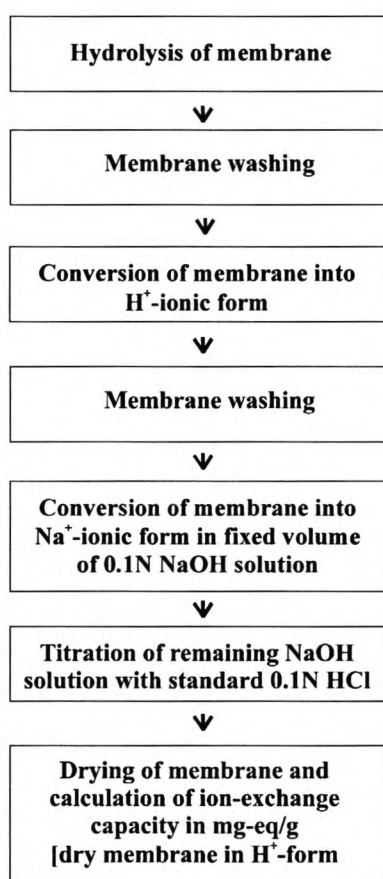 Hydrolysis of membrane
Membrane washing
Conversion of membrane into
H⁺-ionic form
Membrane washing
Conversion of membrane into
Na⁺-ionic form in fixed volume
of 0.1N NaOH solution
Titration of remaining NaOH
solution with standard 0.1N HCl
Drying of membrane and
calculation of ion-exchange
capacity in mg-eq/g
[dry membrane in H⁺-form